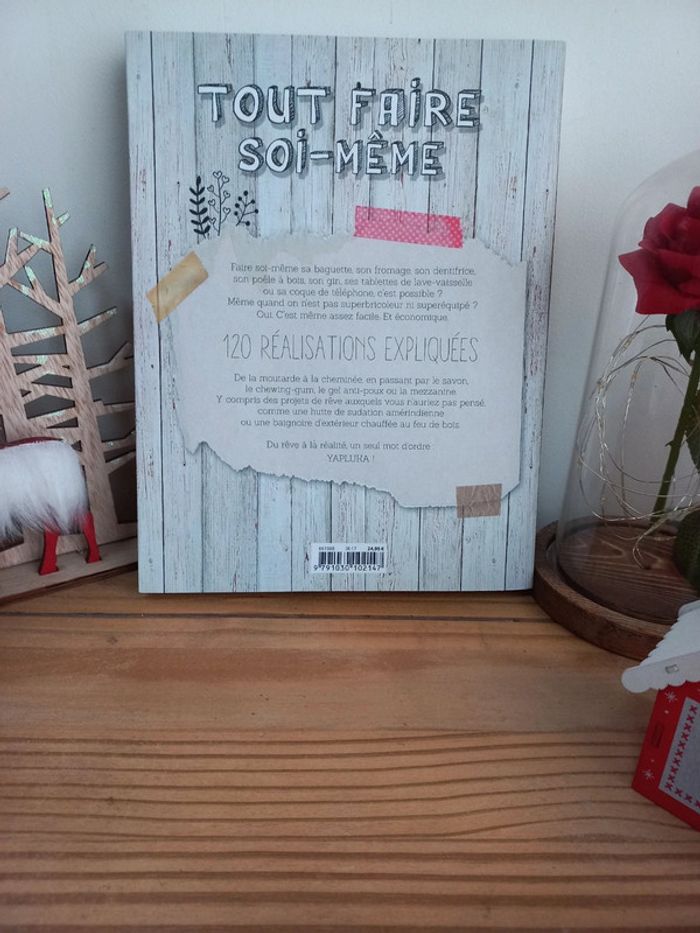 TOUT FAIRE
SOI-MÊME
Faire soi-même sa baguette, son fromage, son dentifrice,
son poêle à bois, son gin, ses tablettes de lave-vaisselle
ou sa coque de téléphone, c'est possible ?
Même quand on n'est pas superbricoleur ni suréquipé ?
Oui. C'est même assez facile. Et économique.
120 RÉALISATIONS EXPLIQUÉES
De la moutarde à la cheminée, en passant par le savon,
le chewing-gum, le gel anti-poux ou la mezzanine.
Y compris des projets de rêve auxquels vous n'auriez pas pensé,
comme une hutte de sudation amérindienne
ou une baignoire d'extérieur chauffée au feu de bois.
Du rêve à la réalité, un seul mot d'ordre :
YAPLUKA !
24,95 €
9 791030 102147